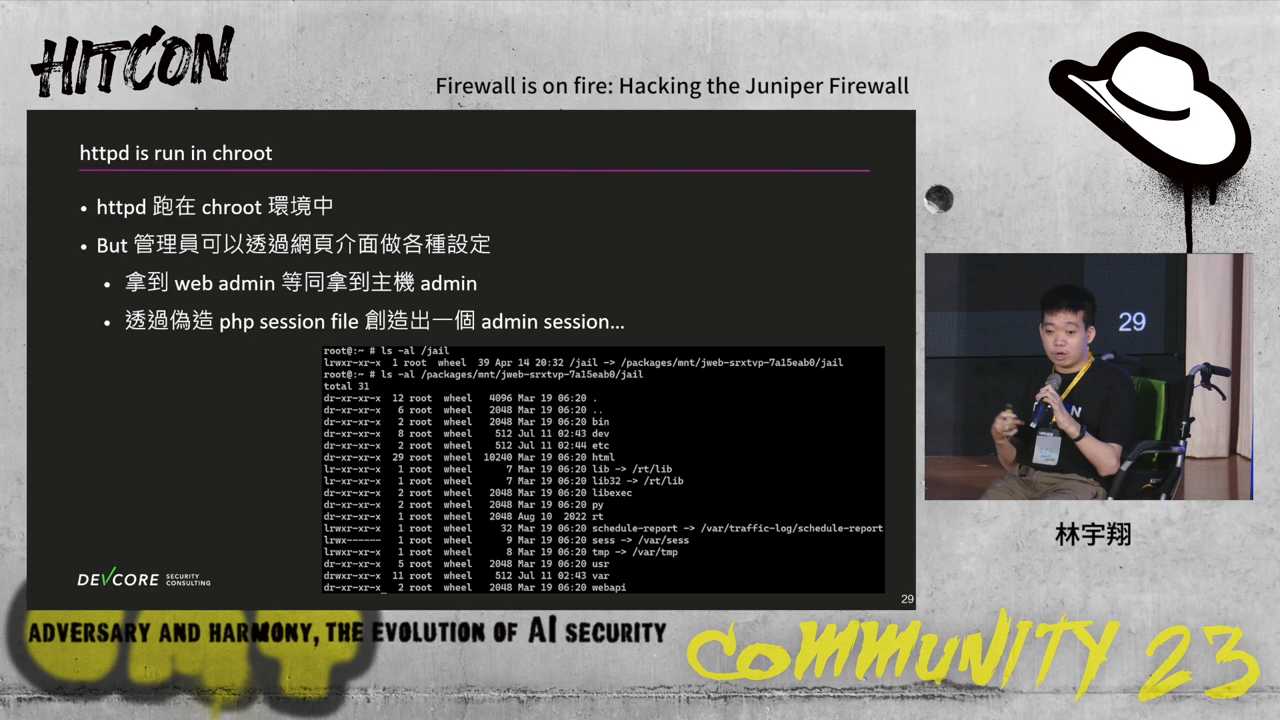 HITCON
Firewall is on fire: Hacking the Juniper Firewall
httpd is run in chroot
• httpd 跑在 chroot 環境中
• But 管理員可以透過網頁介面做各種設定
• 拿到 web admin 等同拿到主機 admin
• 透過偽造 php session file 創造出一個 admin session...
root@:~ # ls -al /jail
lrwxr-xr-x 1 root wheel 39 Apr 14 20:32 /jail -> /packages/mnt/jweb-srxtvp-7a15eab0/jail
root@:~ # ls -al /packages/mnt/jweb-srxtvp-7a15eab0/jail
total 31
dr-xr-xr-x 12 root wheel 4096 Mar 19 06:20 .
dr-xr-xr-x 6 root wheel 2048 Mar 19 06:20 ..
dr-xr-xr-x 2 root wheel 2048 Mar 19 06:20 bin
dr-xr-xr-x 8 root wheel 512 Jul 11 02:43 dev
dr-xr-xr-x 2 root wheel 512 Jul 11 02:44 etc
dr-xr-xr-x 29 root wheel 10240 Mar 19 06:20 html
lr-xr-xr-x 1 root wheel 7 Mar 19 06:20 lib -> /rt/lib
lr-xr-xr-x 1 root wheel 7 Mar 19 06:20 lib32 -> /rt/lib
dr-xr-xr-x 2 root wheel 2048 Mar 19 06:20 libexec
dr-xr-xr-x 2 root wheel 2048 Mar 19 06:20 py
dr-xr-xr-x 1 root wheel 2048 Aug 10 2022 rt
lrwxr-xr-x 1 root wheel 32 Mar 19 06:20 schedule-report -> /var/traffic-log/schedule-report
lrwx------ 1 root wheel 9 Mar 19 06:20 sess -> /var/sess
lrwxr-xr-x 1 root wheel 8 Mar 19 06:20 tmp -> /var/tmp
dr-xr-xr-x 5 root wheel 2048 Mar 19 06:20 usr
drwxr-xr-x 11 root wheel 512 Jul 11 02:43 var
dr-xr-xr-x 2 root wheel 2048 Mar 19 06:20 webapi
DEVCORE SECURITY CONSULTING
29
29
林宇翔
ADVERSARY AND HARMONY, THE EVOLUTION OF AI SECURITY
COMMUNITY 23